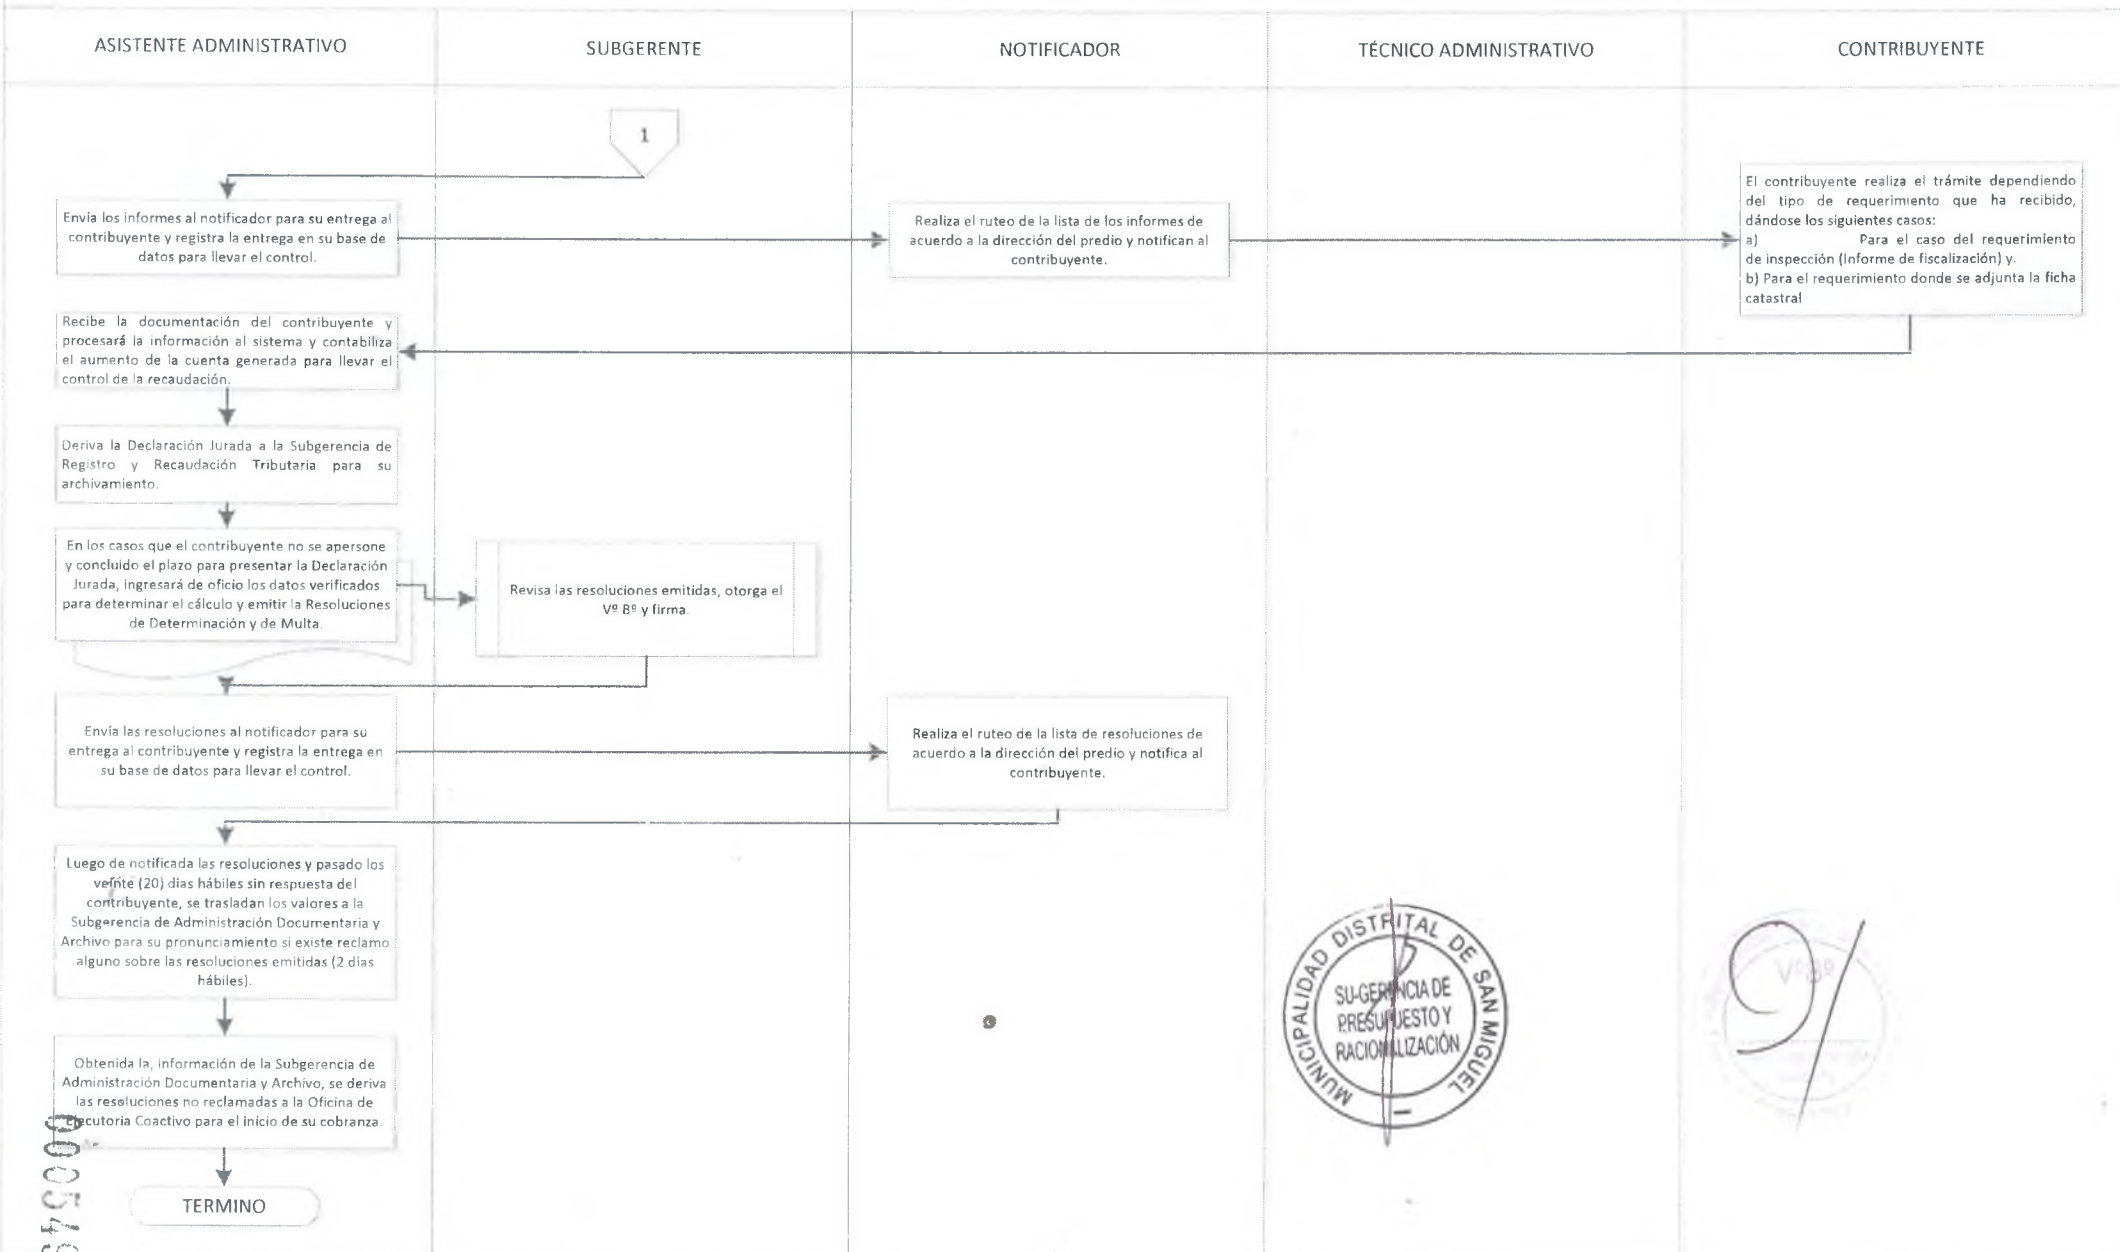 ASISTENTE ADMINISTRATIVO
SUBGERENTE
NOTIFICADOR
TÉCNICO ADMINISTRATIVO
CONTRIBUYENTE
1
Envía los informes al notificador para su entrega al
contribuyente y registra la entrega en su base de
datos para llevar el control.
Realiza el ruteo de la lista de los informes de
acuerdo a la dirección del predio y notifican al
contribuyente.
El contribuyente realiza el trámite dependiendo
del tipo de requerimiento que ha recibido,
dándose los siguientes casos:
a) Para el caso del requerimiento
de inspección (Informe de fiscalización) y.
b) Para el requerimiento donde se adjunta la ficha
catastral
Recibe la documentación del contribuyente y
procesará la información al sistema y contabiliza
el aumento de la cuenta generada para llevar el
control de la recaudación.
Deriva la Declaración Jurada a la Subgerencia de
Registro y Recaudación Tributaria para su
archivamiento.
En los casos que el contribuyente no se apersone
y concluido el plazo para presentar la Declaración
Jurada, ingresará de oficio los datos verificados
para determinar el cálculo y emitir la Resoluciones
de Determinación y de Multa.
Revisa las resoluciones emitidas, otorga el
Vº Bº y firma.
Envía las resoluciones al notificador para su
entrega al contribuyente y registra la entrega en
su base de datos para llevar el control.
Realiza el ruteo de la lista de resoluciones de
acuerdo a la dirección del predio y notifica al
contribuyente.
Luego de notificada las resoluciones y pasado los
veinte (20) días hábiles sin respuesta del
contribuyente, se trasladan los valores a la
Subgerencia de Administración Documentaria y
Archivo para su pronunciamiento si existe reclamo
alguno sobre las resoluciones emitidas (2 días
hábiles).
Obtenida la, información de la Subgerencia de
Administración Documentaria y Archivo, se deriva
las resoluciones no reclamadas a la Oficina de
Ejecutoria Coactivo para el inicio de su cobranza.
TERMINO
MUNICIPALIDAD DISTRITAL DE SAN MIGUEL
SU-GERENCIA DE
PRESUPUESTO Y
RACIONALIZACIÓN
VºBº